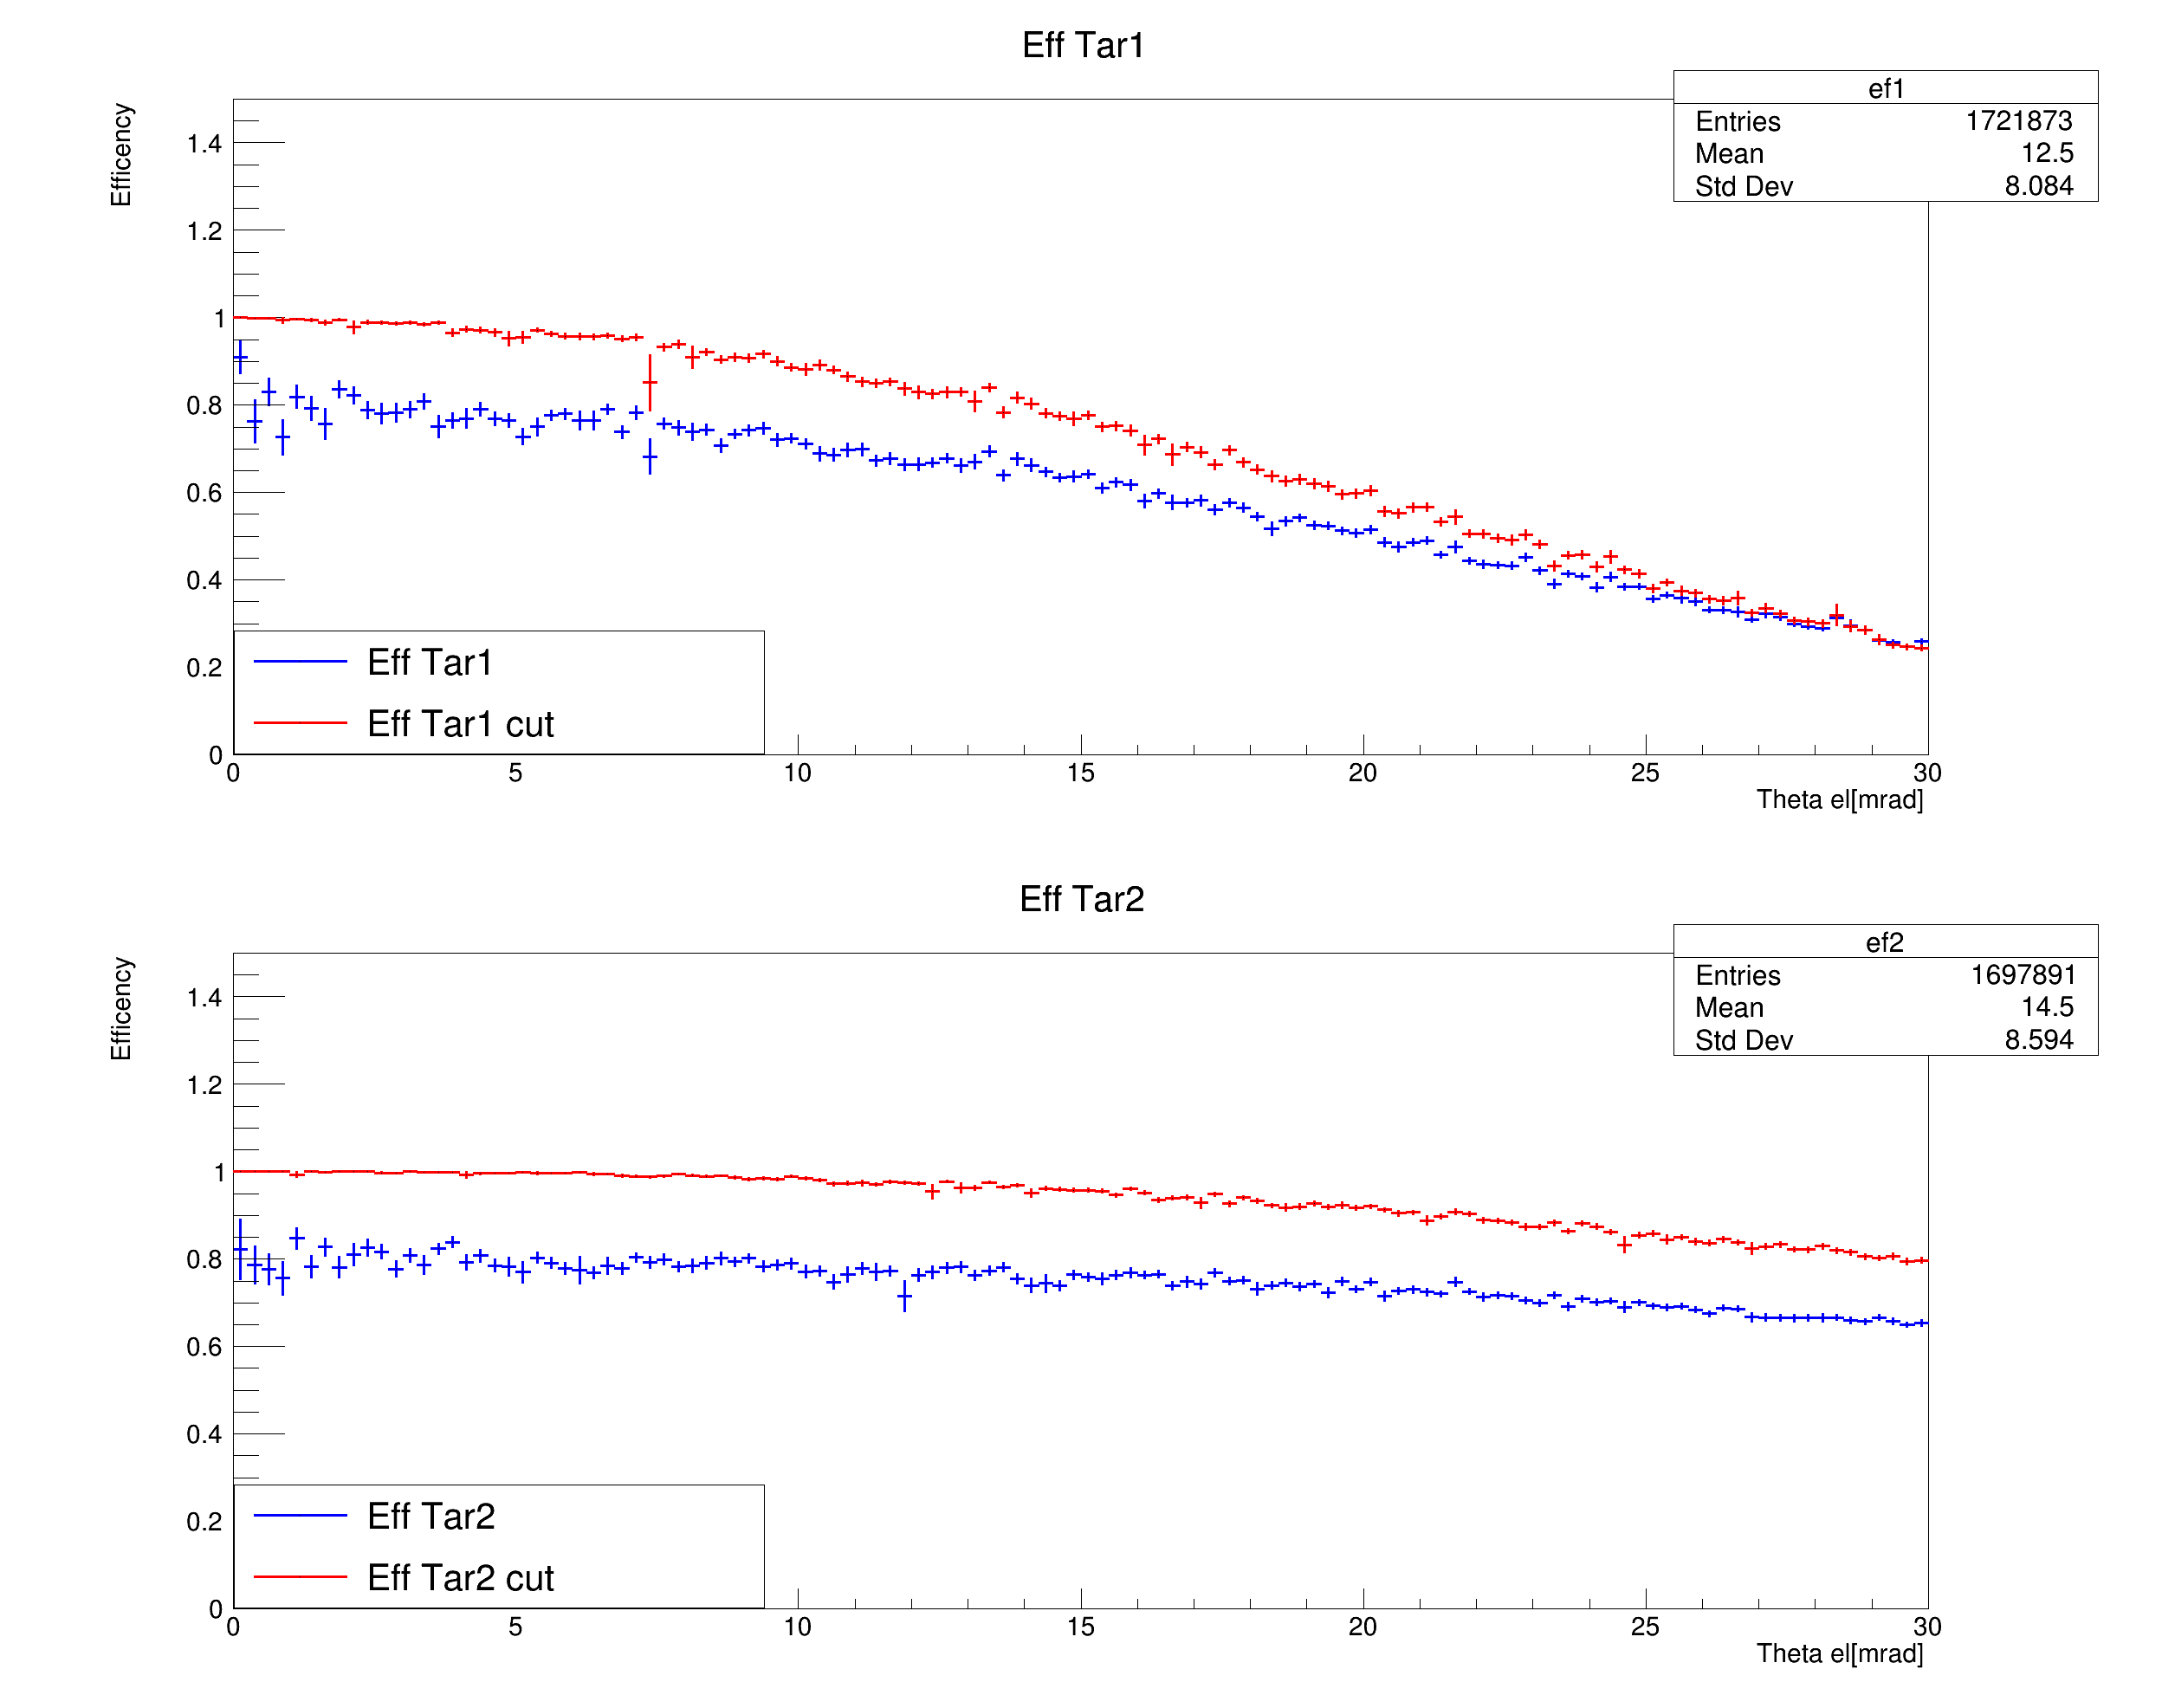 Eff Tar1
ef1
Entries 1721873
Mean 12.5
Std Dev 8.084
Efficency
1.4
1.2
1
0.8
0.6
0.4
0.2
0
Eff Tar1
Eff Tar1 cut
0 5 10 15 20 25 30
Theta el[mrad]
Eff Tar2
ef2
Entries 1697891
Mean 14.5
Std Dev 8.594
Efficency
1.4
1.2
1
0.8
0.6
0.4
0.2
0
Eff Tar2
Eff Tar2 cut
0 5 10 15 20 25 30
Theta el[mrad]